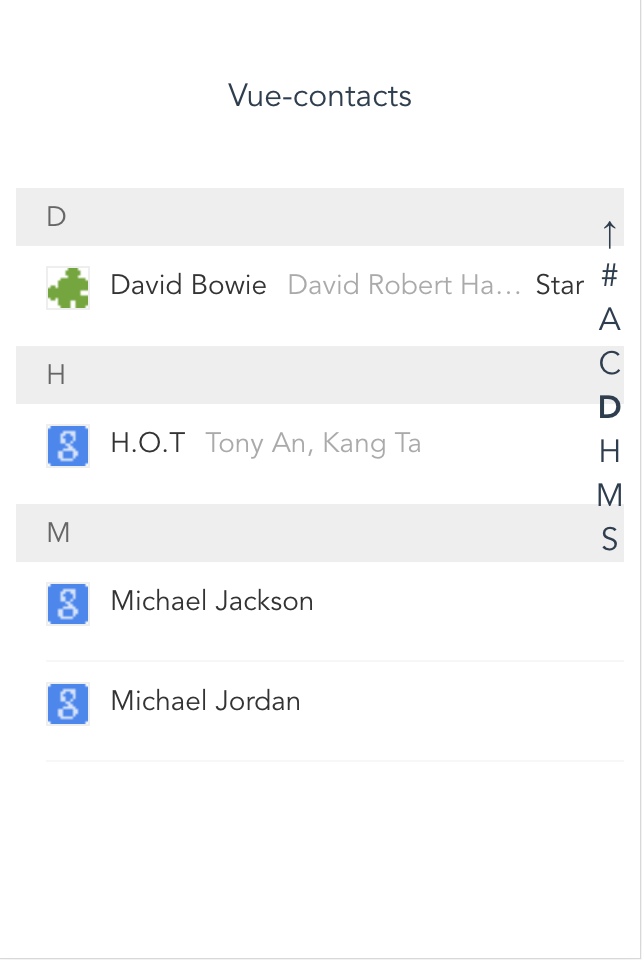 Vue-contacts
D
David Bowie David Robert Ha... Star
H
H.O.T Tony An, Kang Ta
M
Michael Jackson
Michael Jordan
↑
#
A
C
D
H
M
S